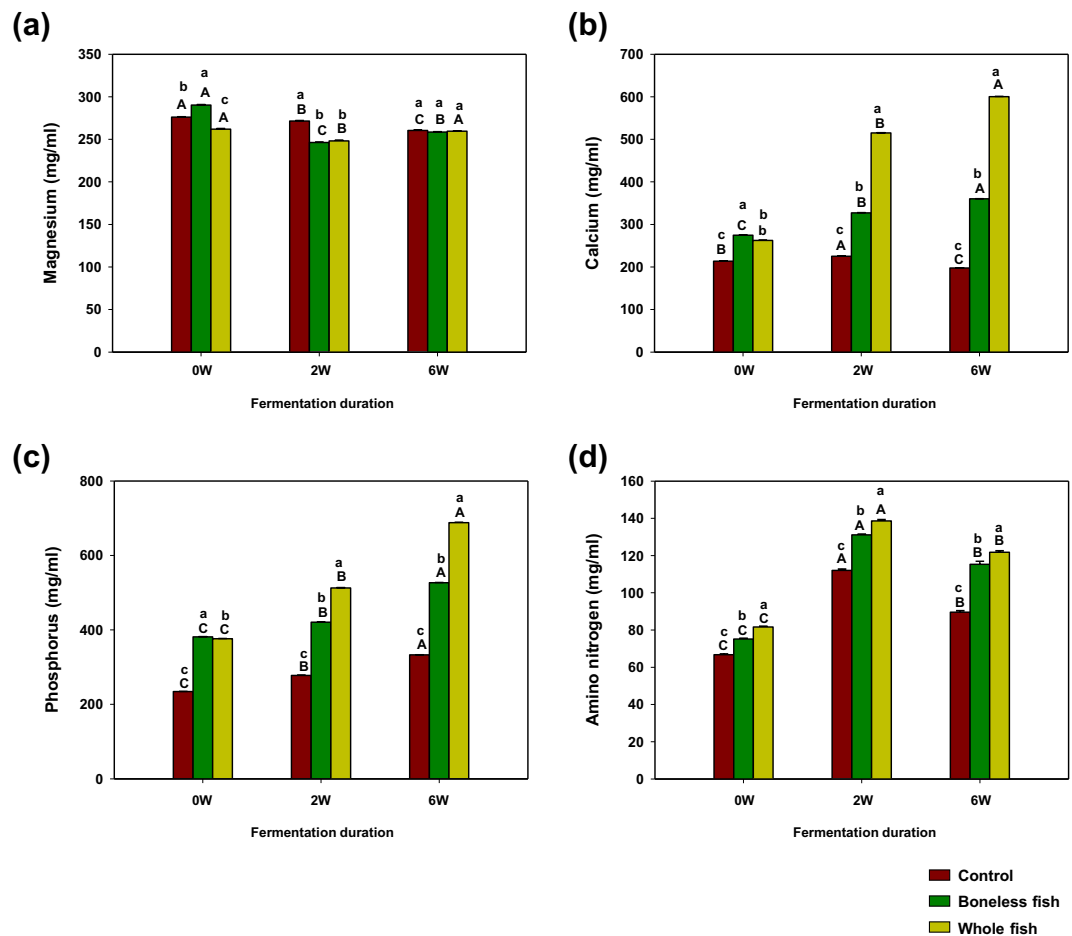 (a)
Magnesium (mg/ml)
350
300
250
200
150
100
50
0
b a c
A A A
a b b
B C B
a a a
C B A
0W 2W 6W
Fermentation duration
(b)
Calcium (mg/ml)
700
600
500
400
300
200
100
0
c a b
B C b
c b a
A B B
c b a
C A A
0W 2W 6W
Fermentation duration
(c)
Phosphorus (mg/ml)
800
600
400
200
0
c a b
C C C
c b a
B B B
c b a
A A A
0W 2W 6W
Fermentation duration
(d)
Amino nitrogen (mg/ml)
160
140
120
100
80
60
40
20
0
c b a
C C C
c b a
A A A
c b a
B B B
0W 2W 6W
Fermentation duration
Control
Boneless fish
Whole fish